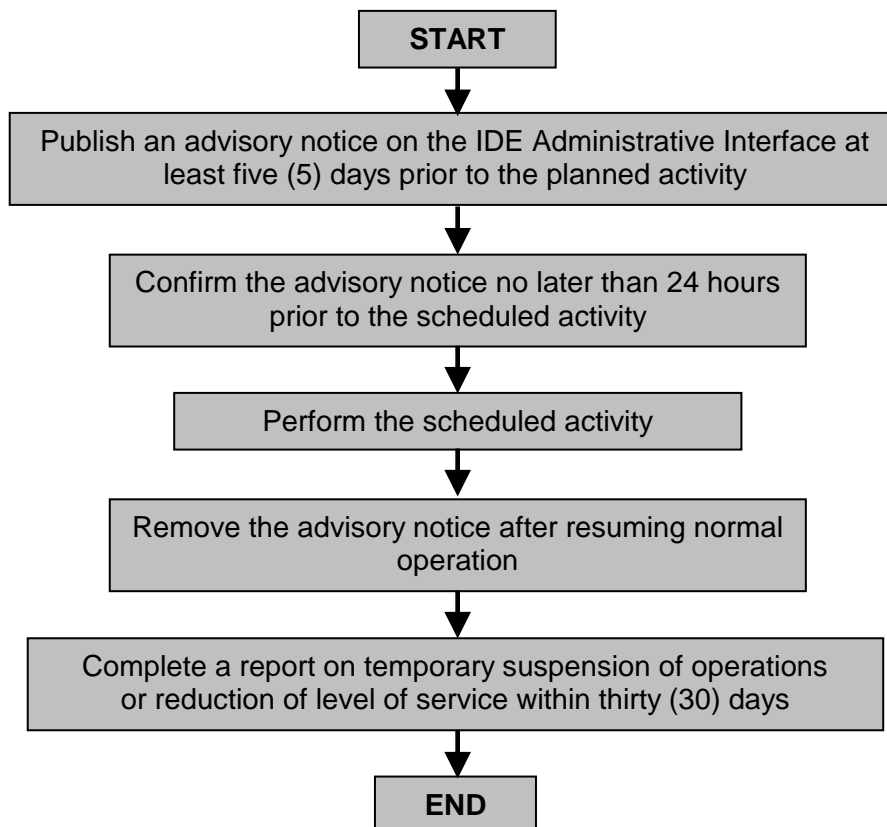 START
Publish an advisory notice on the IDE Administrative Interface at
least five (5) days prior to the planned activity
Confirm the advisory notice no later than 24 hours
prior to the scheduled activity
Perform the scheduled activity
Remove the advisory notice after resuming normal
operation
Complete a report on temporary suspension of operations
or reduction of level of service within thirty (30) days
END